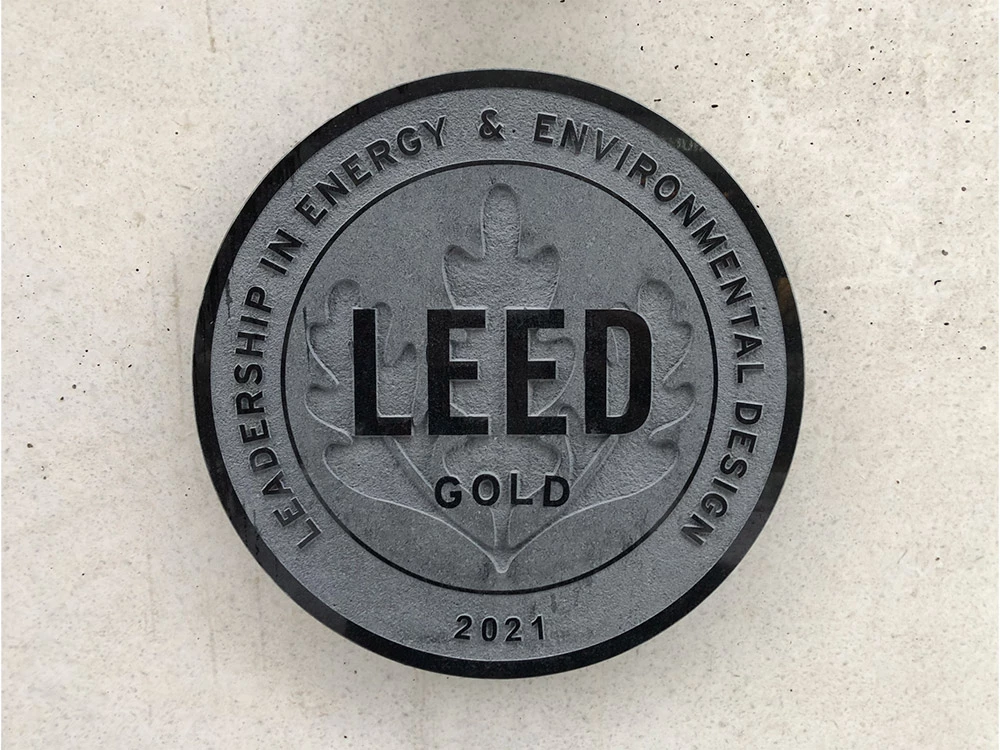 LEADERSHIP IN ENERGY & ENVIRONMENTAL DESIGN
LEED
GOLD
2021